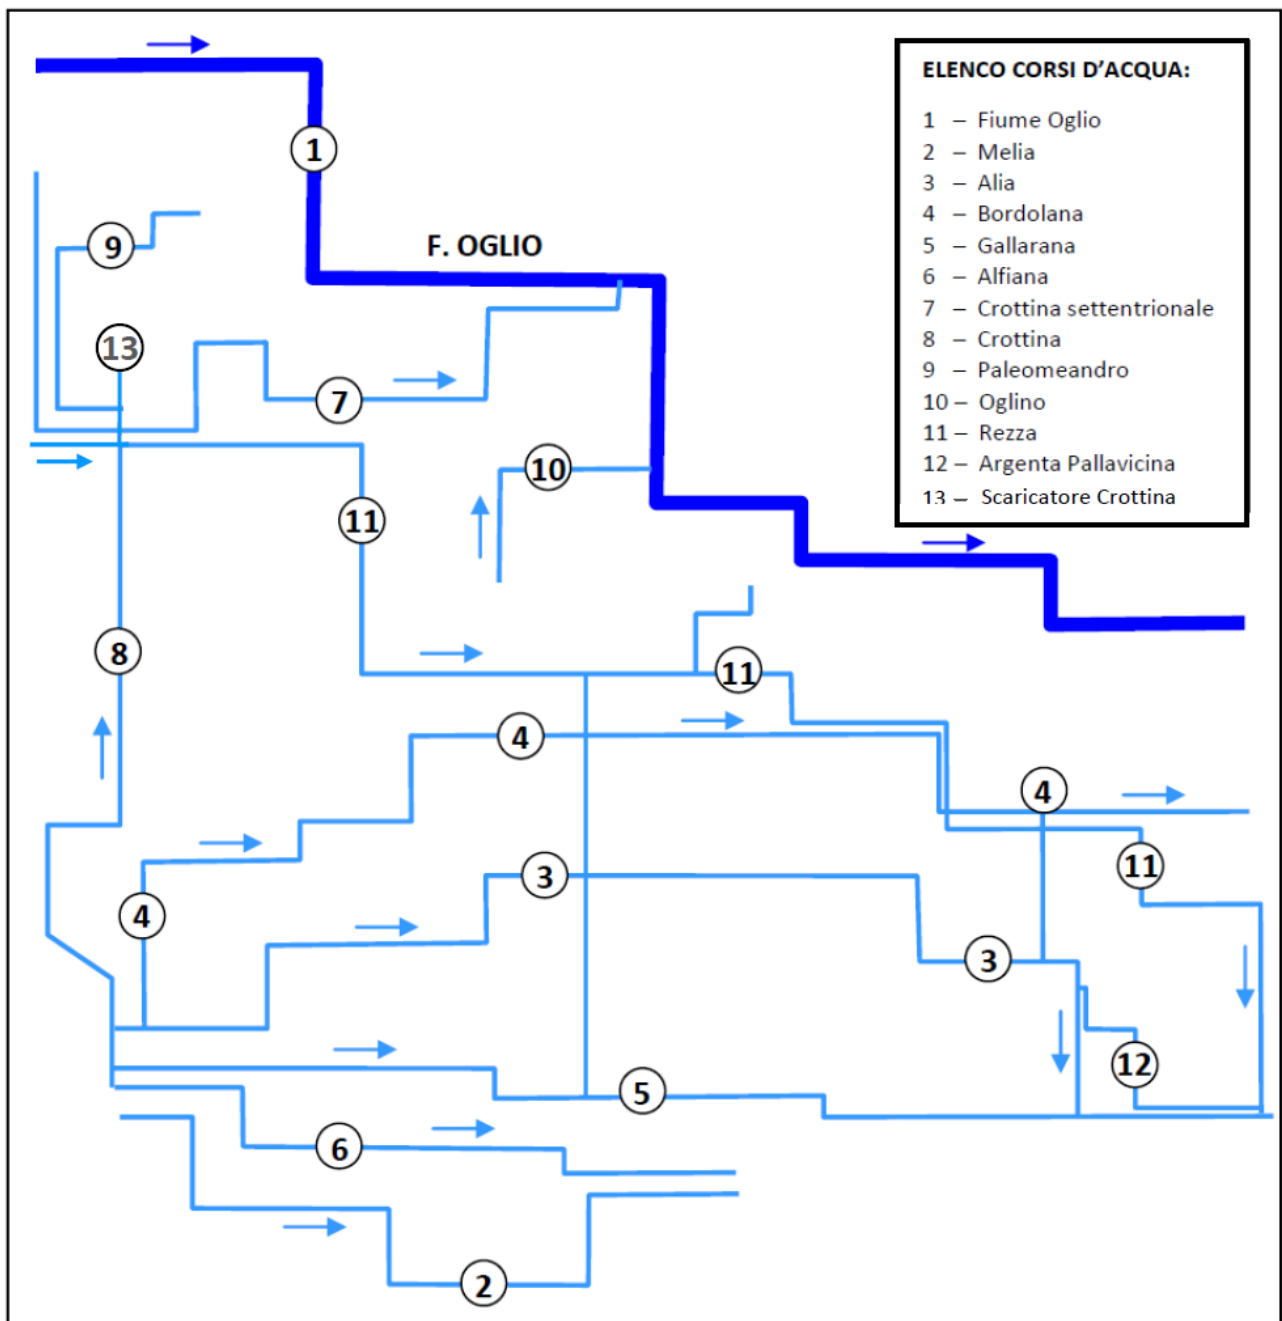 ELENCO CORSI D'ACQUA:
1 – Fiume Oglio
2 – Melia
3 – Alia
4 – Bordolana
5 – Gallarana
6 – Alfiana
7 – Crottina settentrionale
8 – Crottina
9 – Paleomeandro
10 – Oglino
11 – Rezza
12 – Argenta Pallavicina
13 – Scaricatore Crottina
1
9
F. OGLIO
13
7
10
11
8
11
4
4
11
3
4
3
12
5
6
2